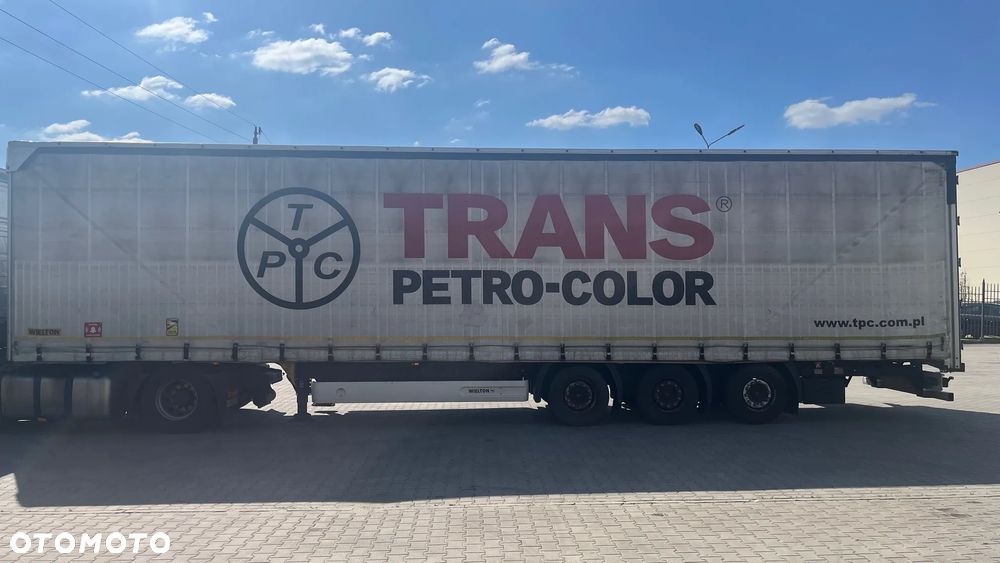 T
P C
TRANS®
PETRO-COLOR
www.tpc.com.pl
WIELTON
WIELTON
OTOMOTO